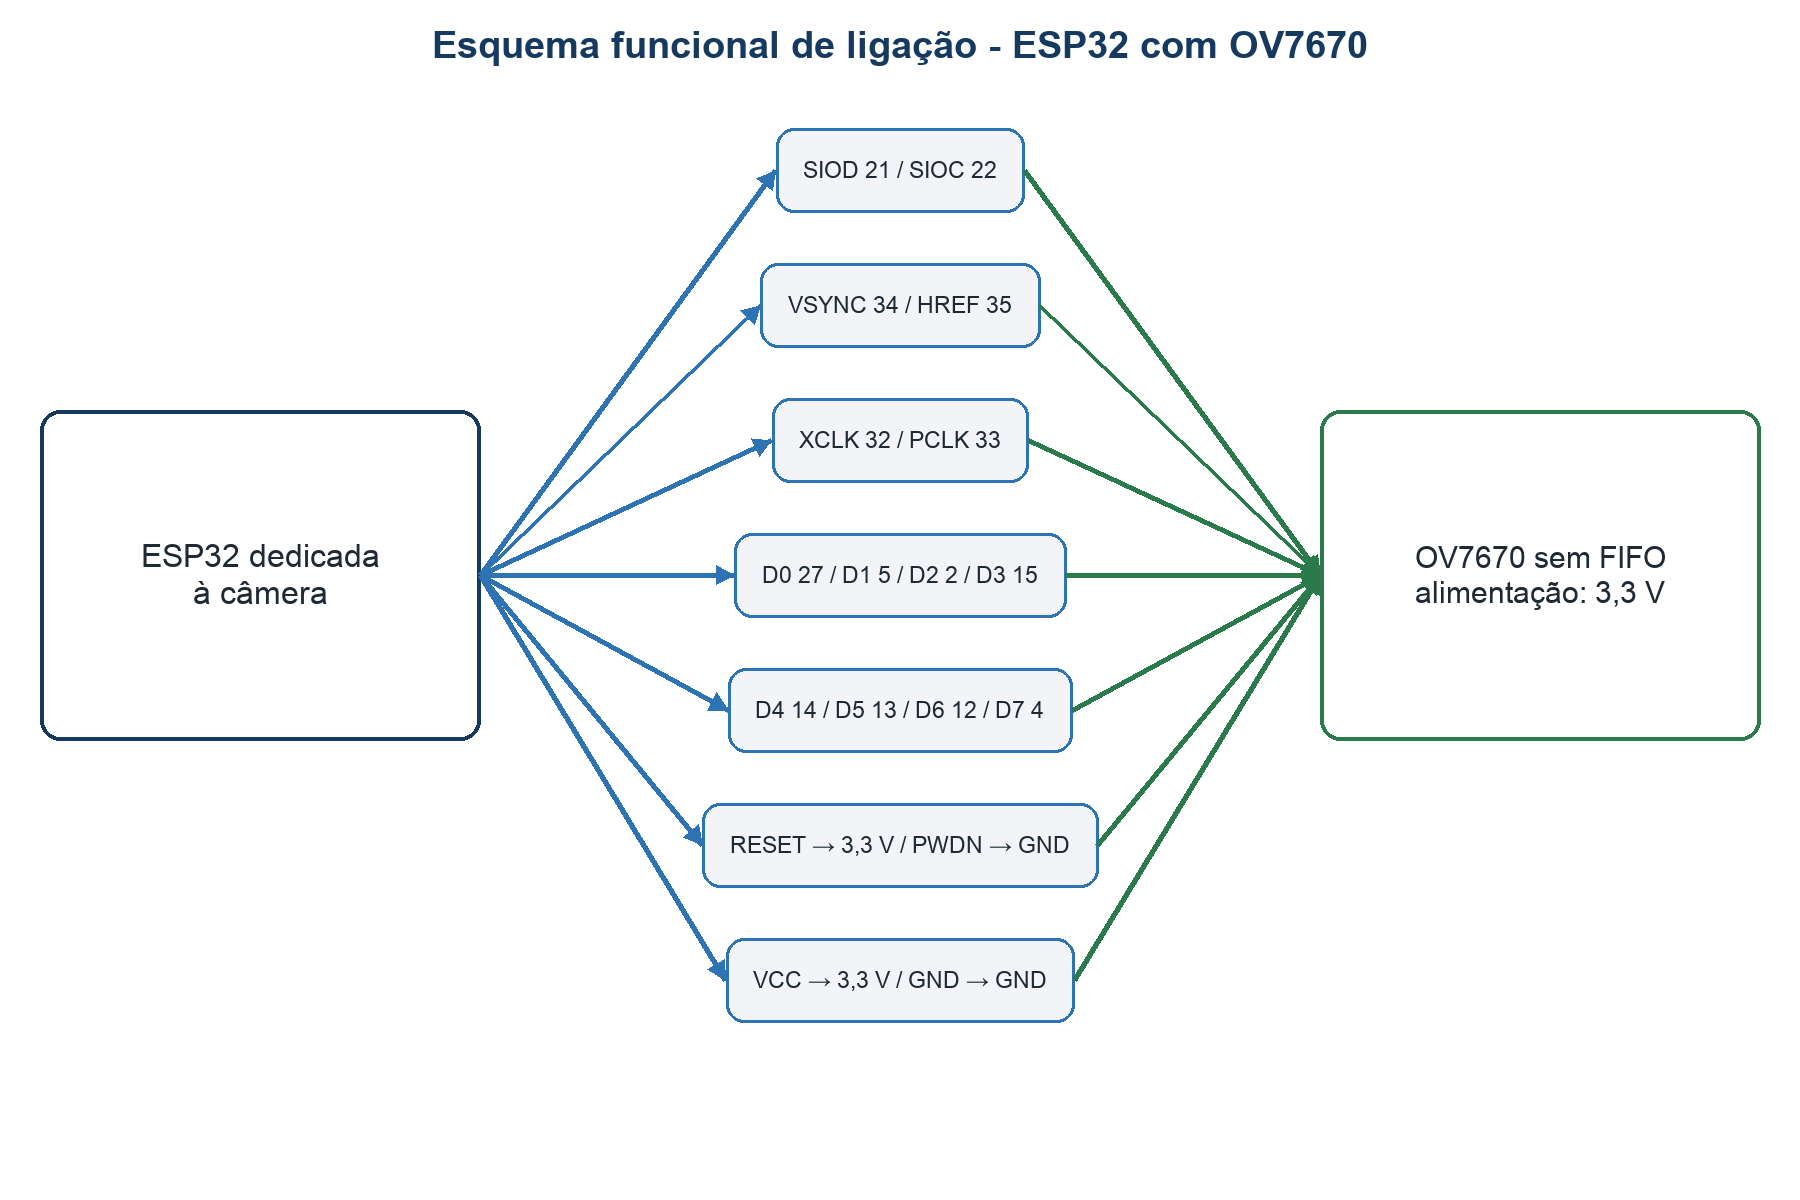 Esquema funcional de ligação - ESP32 com OV7670
SIOD 21 / SIOC 22
VSYNC 34 / HREF 35
XCLK 32 / PCLK 33
ESP32 dedicada
à câmera
D0 27 / D1 5 / D2 2 / D3 15
OV7670 sem FIFO
alimentação: 3,3 V
D4 14 / D5 13 / D6 12 / D7 4
RESET → 3,3 V / PWDN → GND
VCC → 3,3 V / GND → GND